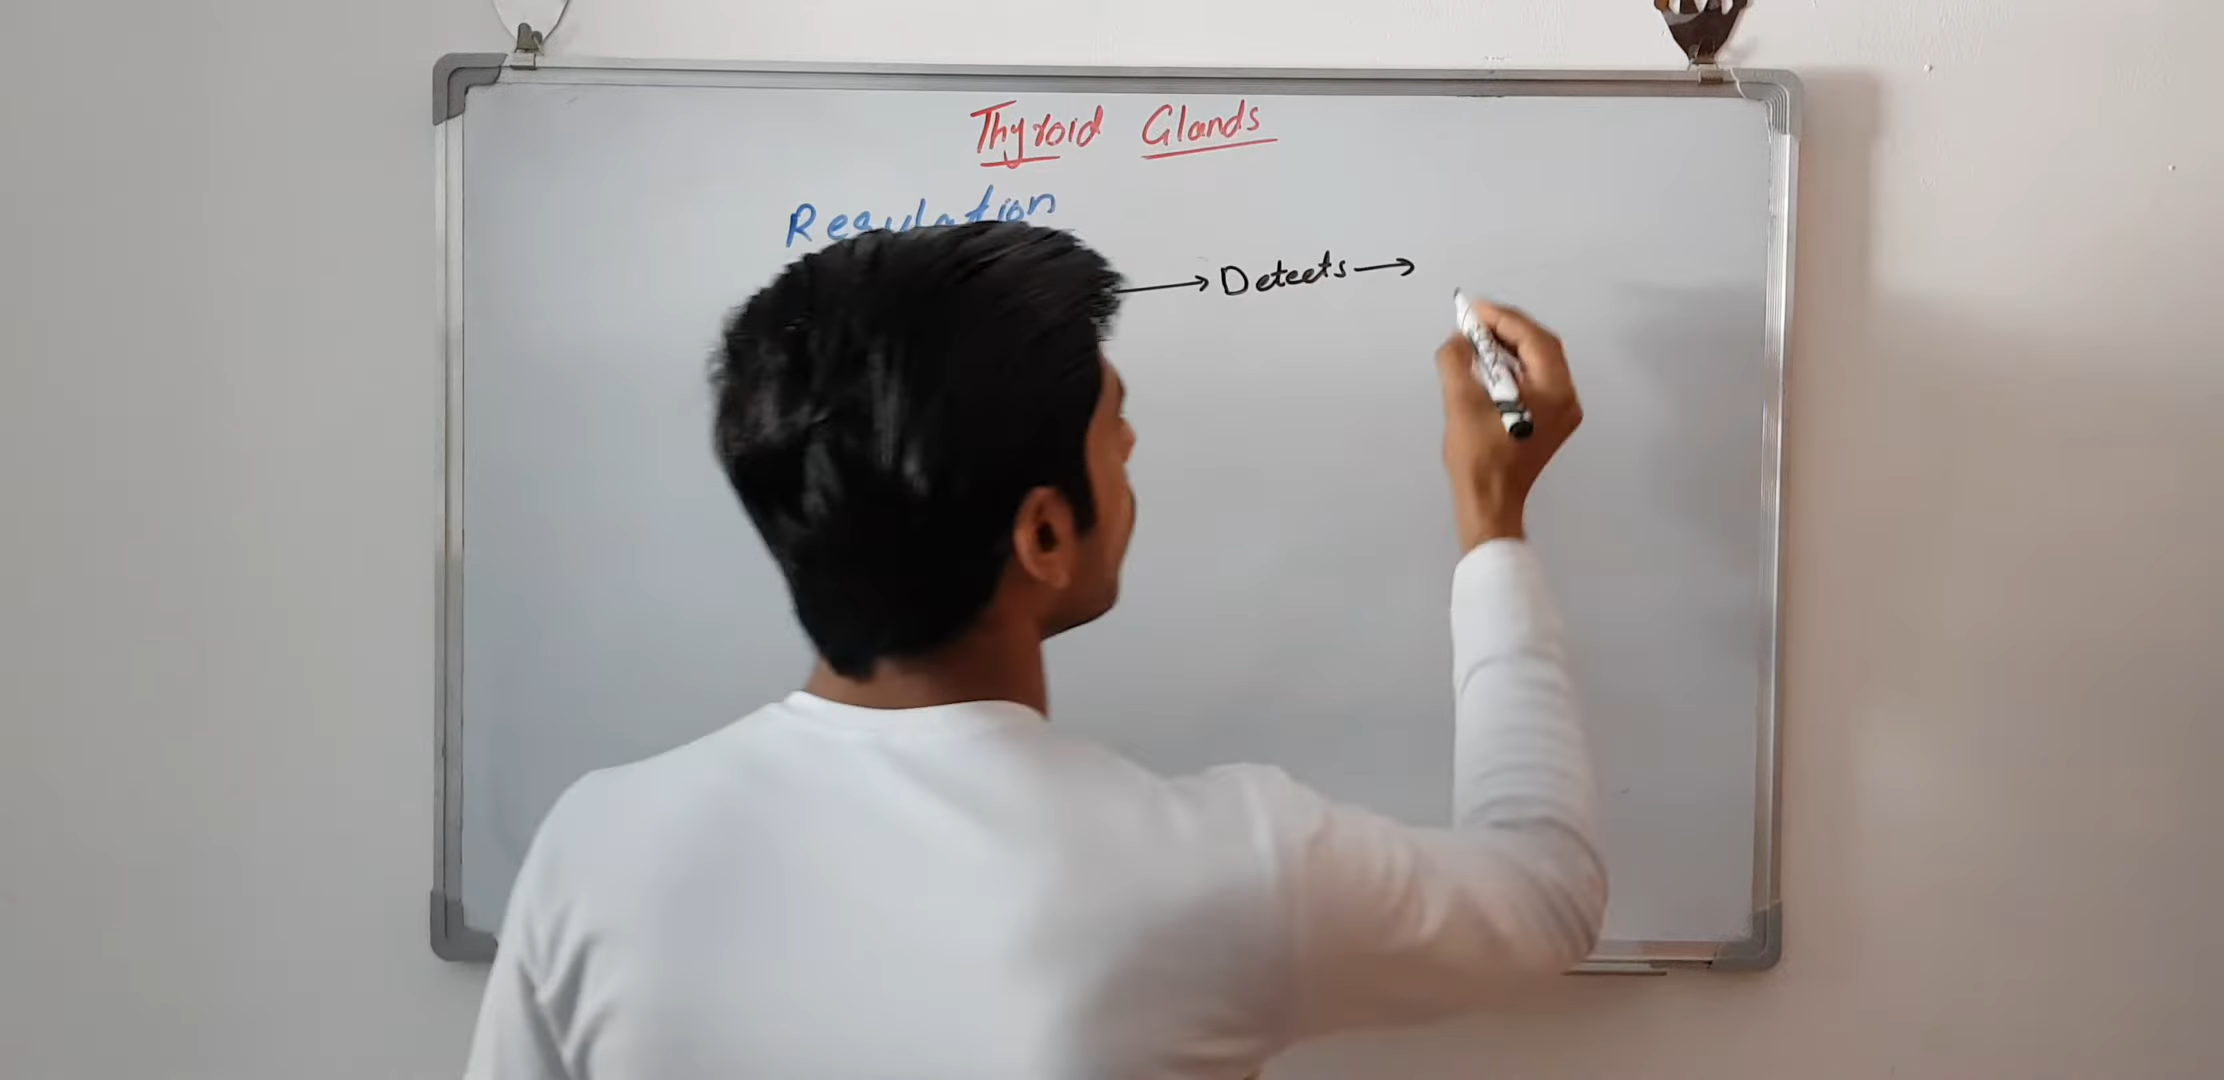 Thyroid Glands
Regulation
→ Detects →